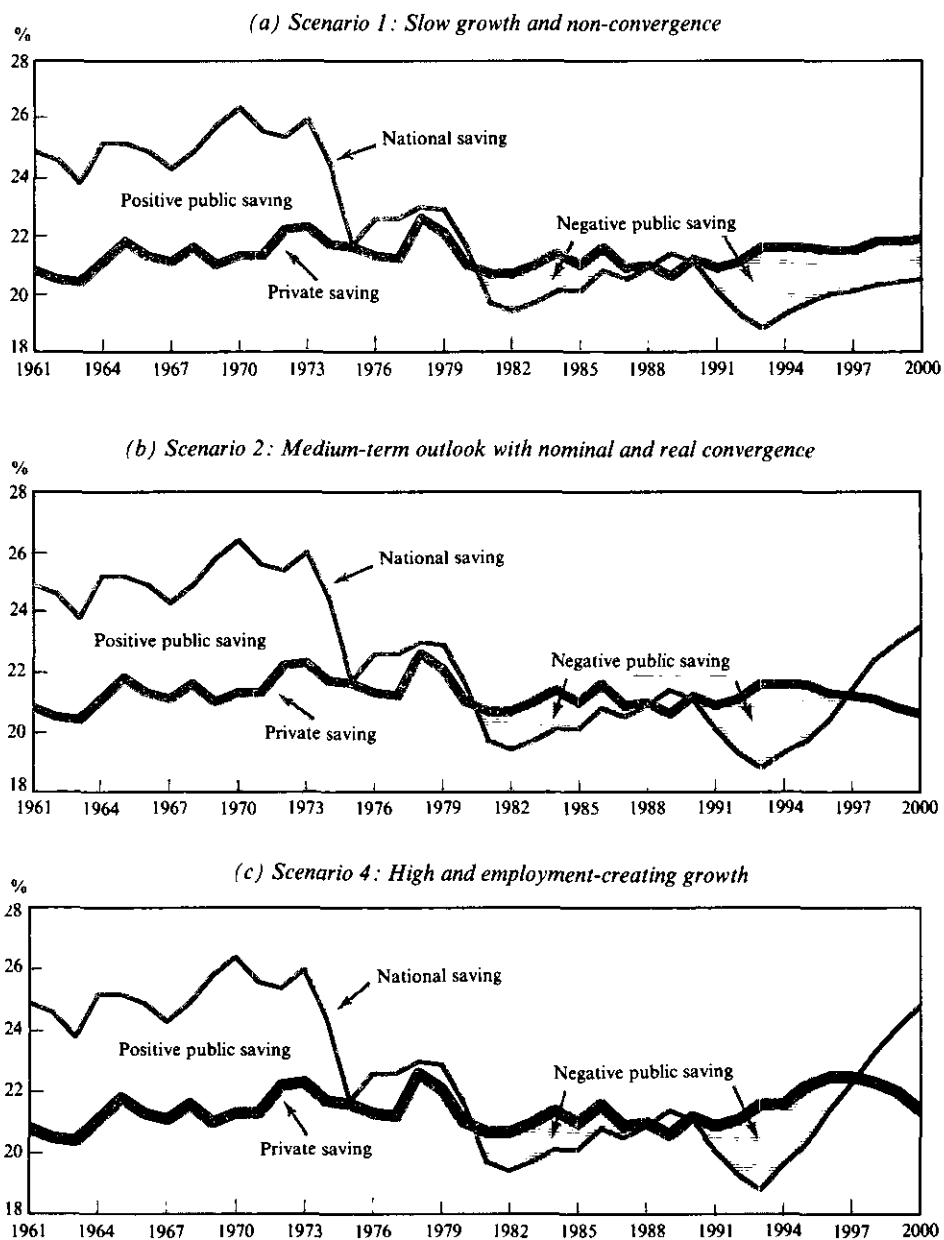 (a) Scenario 1: Slow growth and non-convergence
%
28
26
24
22
20
18
National saving
Positive public saving
Negative public saving
Private saving
1961 1964 1967 1970 1973 1976 1979 1982 1985 1988 1991 1994 1997 2000
(b) Scenario 2: Medium-term outlook with nominal and real convergence
%
28
26
24
22
20
18
National saving
Positive public saving
Negative public saving
Private saving
1961 1964 1967 1970 1973 1976 1979 1982 1985 1988 1991 1994 1997 2000
(c) Scenario 4: High and employment-creating growth
%
28
26
24
22
20
18
National saving
Positive public saving
Negative public saving
Private saving
1961 1964 1967 1970 1973 1976 1979 1982 1985 1988 1991 1994 1997 2000